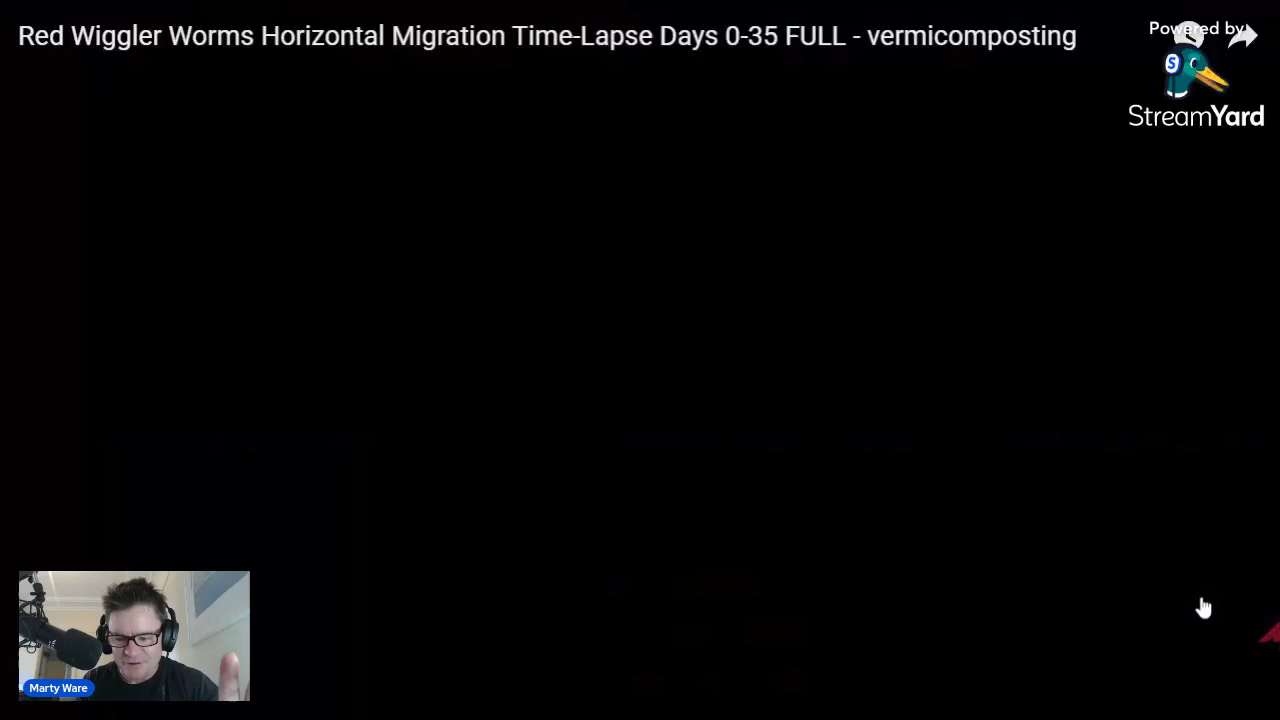 Red Wiggler Worms Horizontal Migration Time-Lapse Days 0-35 FULL - vermicomposting
Powered by
S
StreamYard
Marty Ware